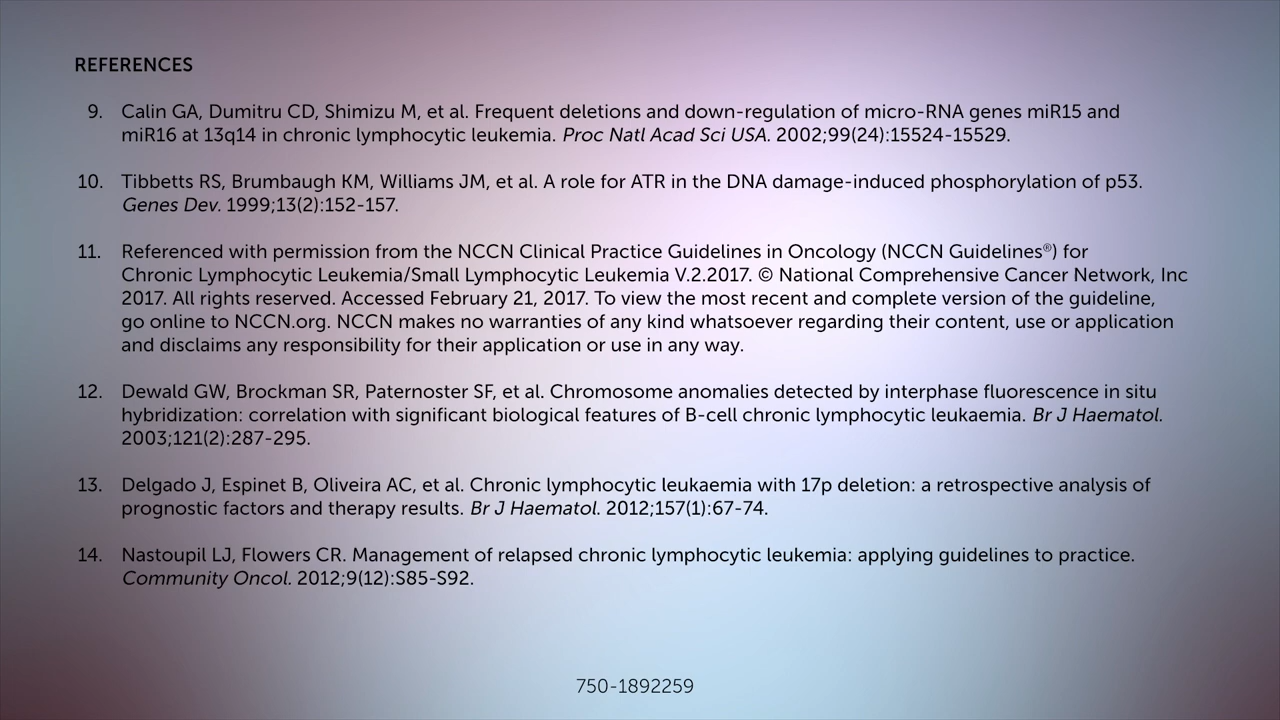 REFERENCES
9. Calin GA, Dumitru CD, Shimizu M, et al. Frequent deletions and down-regulation of micro-RNA genes miR15 and
miR16 at 13q14 in chronic lymphocytic leukemia. Proc Natl Acad Sci USA. 2002;99(24):15524-15529.
10. Tibbetts RS, Brumbaugh KM, Williams JM, et al. A role for ATR in the DNA damage-induced phosphorylation of p53.
Genes Dev. 1999;13(2):152-157.
11. Referenced with permission from the NCCN Clinical Practice Guidelines in Oncology (NCCN Guidelines®) for
Chronic Lymphocytic Leukemia/Small Lymphocytic Leukemia V.2.2017. © National Comprehensive Cancer Network, Inc
2017. All rights reserved. Accessed February 21, 2017. To view the most recent and complete version of the guideline,
go online to NCCN.org. NCCN makes no warranties of any kind whatsoever regarding their content, use or application
and disclaims any responsibility for their application or use in any way.
12. Dewald GW, Brockman SR, Paternoster SF, et al. Chromosome anomalies detected by interphase fluorescence in situ
hybridization: correlation with significant biological features of B-cell chronic lymphocytic leukaemia. Br J Haematol.
2003;121(2):287-295.
13. Delgado J, Espinet B, Oliveira AC, et al. Chronic lymphocytic leukaemia with 17p deletion: a retrospective analysis of
prognostic factors and therapy results. Br J Haematol. 2012;157(1):67-74.
14. Nastoupil LJ, Flowers CR. Management of relapsed chronic lymphocytic leukemia: applying guidelines to practice.
Community Oncol. 2012;9(12):S85-S92.
750-1892259